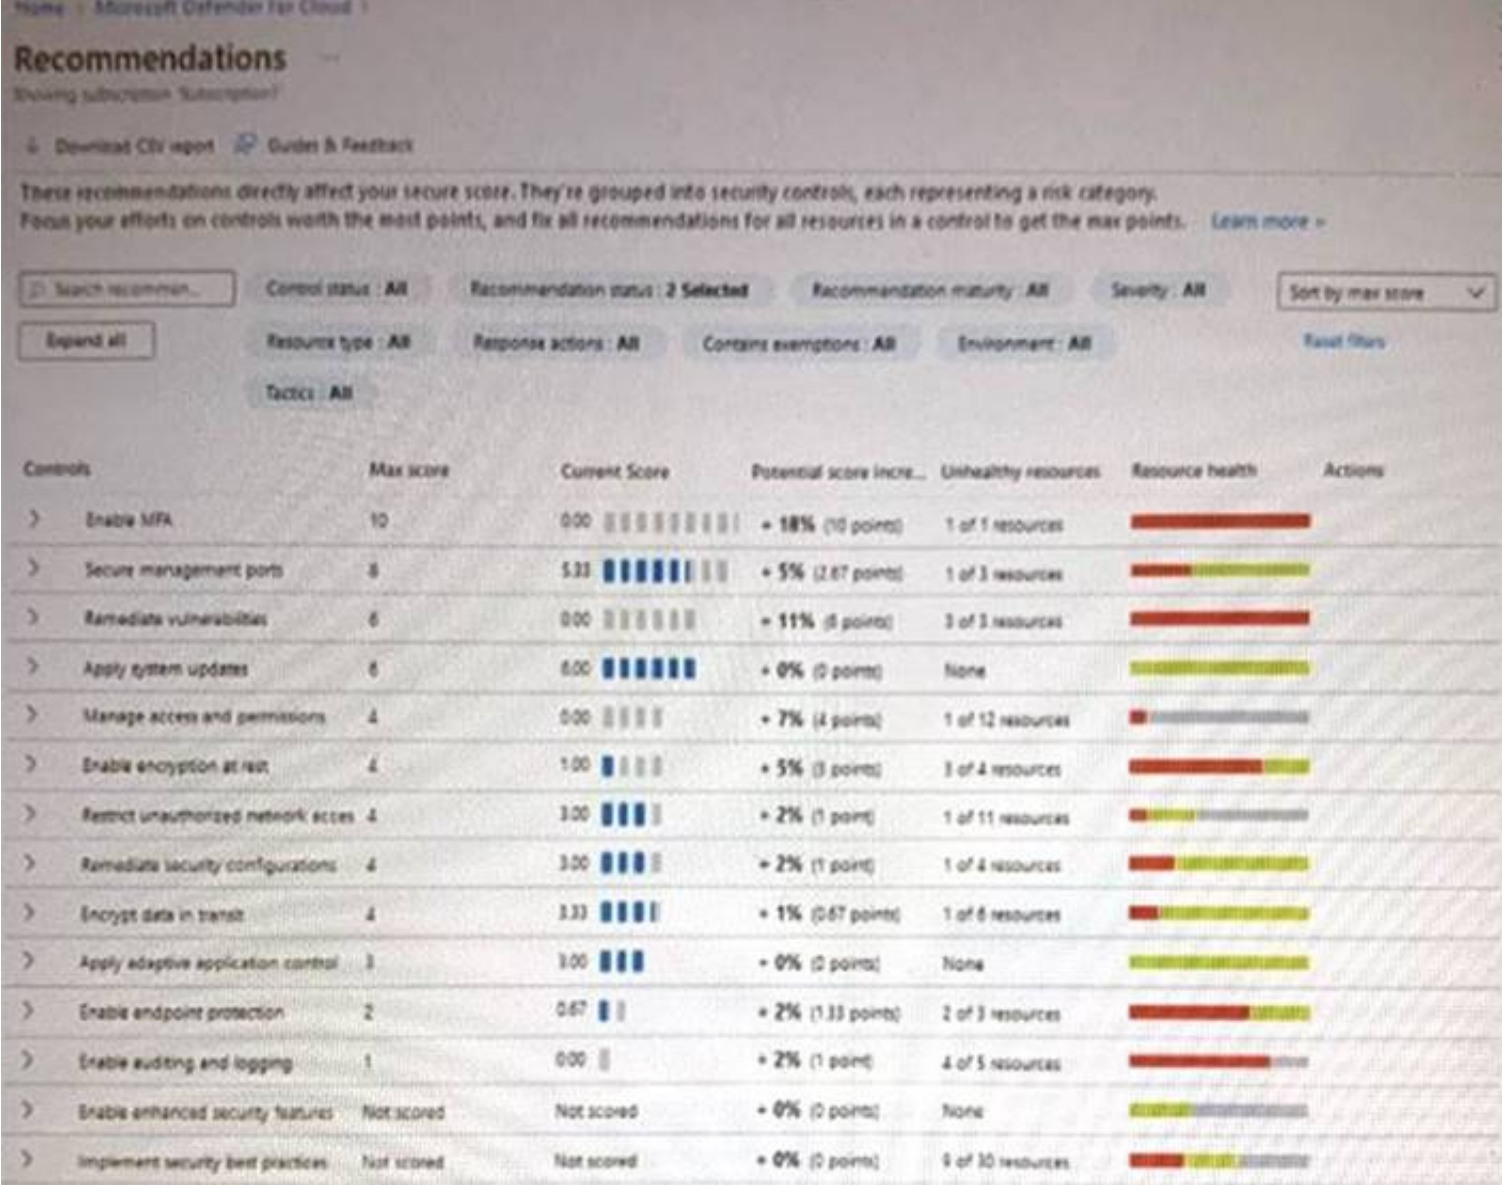 Home > Microsoft Defender for Cloud >
Recommendations ...
Showing subscription 'Subscription1'
Download CSV report Guides & Feedback
These recommendations directly affect your secure score. They're grouped into security controls, each representing a risk category.
Focus your efforts on controls worth the most points, and fix all recommendations for all resources in a control to get the max points. Learn more >
Search recommen... Control status : All Recommendation status : 2 Selected Recommendation maturity : All Severity : All Sort by max score
Expand all Resource type : All Response actions : All Contains exemptions : All Environment : All Reset filters
Tactics : All
Controls Max score Current Score Potential score incre... Unhealthy resources Resource health Actions
> Enable MFA 10 0.00 + 18% (10 points) 1 of 1 resources
> Secure management ports 8 5.33 + 5% (2.67 points) 1 of 3 resources
> Remediate vulnerabilities 6 0.00 + 11% (6 points) 3 of 3 resources
> Apply system updates 6 6.00 + 0% (0 points) None
> Manage access and permissions 4 0.00 + 7% (4 points) 1 of 12 resources
> Enable encryption at rest 4 1.00 + 5% (3 points) 3 of 4 resources
> Restrict unauthorized network acces 4 3.00 + 2% (1 point) 1 of 11 resources
> Remediate security configurations 4 3.00 + 2% (1 point) 1 of 4 resources
> Encrypt data in transit 4 3.33 + 1% (0.67 points) 1 of 6 resources
> Apply adaptive application control 3 3.00 + 0% (0 points) None
> Enable endpoint protection 2 0.67 + 2% (1.33 points) 2 of 3 resources
> Enable auditing and logging 1 0.00 + 2% (1 point) 4 of 5 resources
> Enable enhanced security features Not scored Not scored + 0% (0 points) None
> Implement security best practices Not scored Not scored + 0% (0 points) 9 of 30 resources